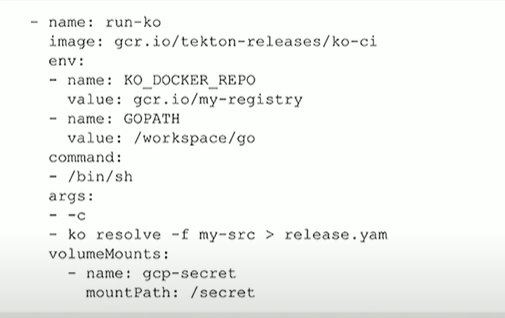 - name: run-ko
image: gcr.io/tekton-releases/ko-ci
env:
- name: KO_DOCKER_REPO
value: gcr.io/my-registry
- name: GOPATH
value: /workspace/go
command:
- /bin/sh
args:
- -c
- ko resolve -f my-src > release.yam
volumeMounts:
- name: gcp-secret
mountPath: /secret